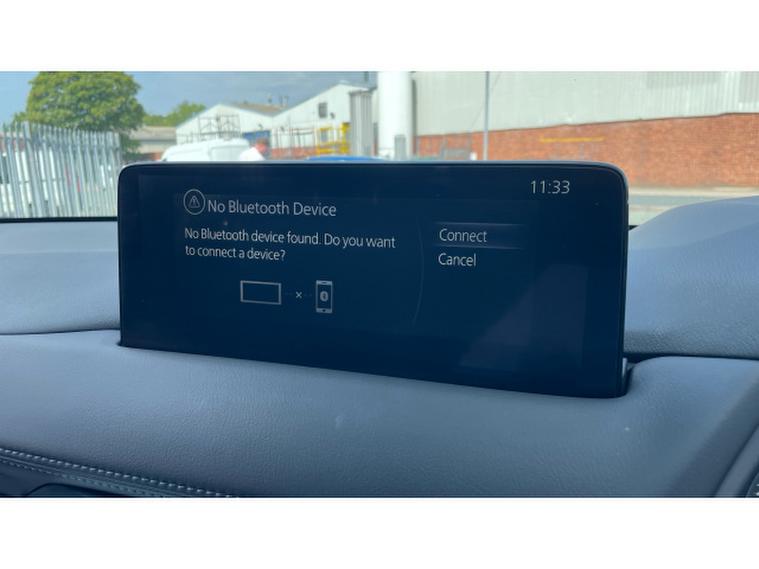 11:33
No Bluetooth Device
No Bluetooth device found. Do you want
to connect a device?
Connect
Cancel